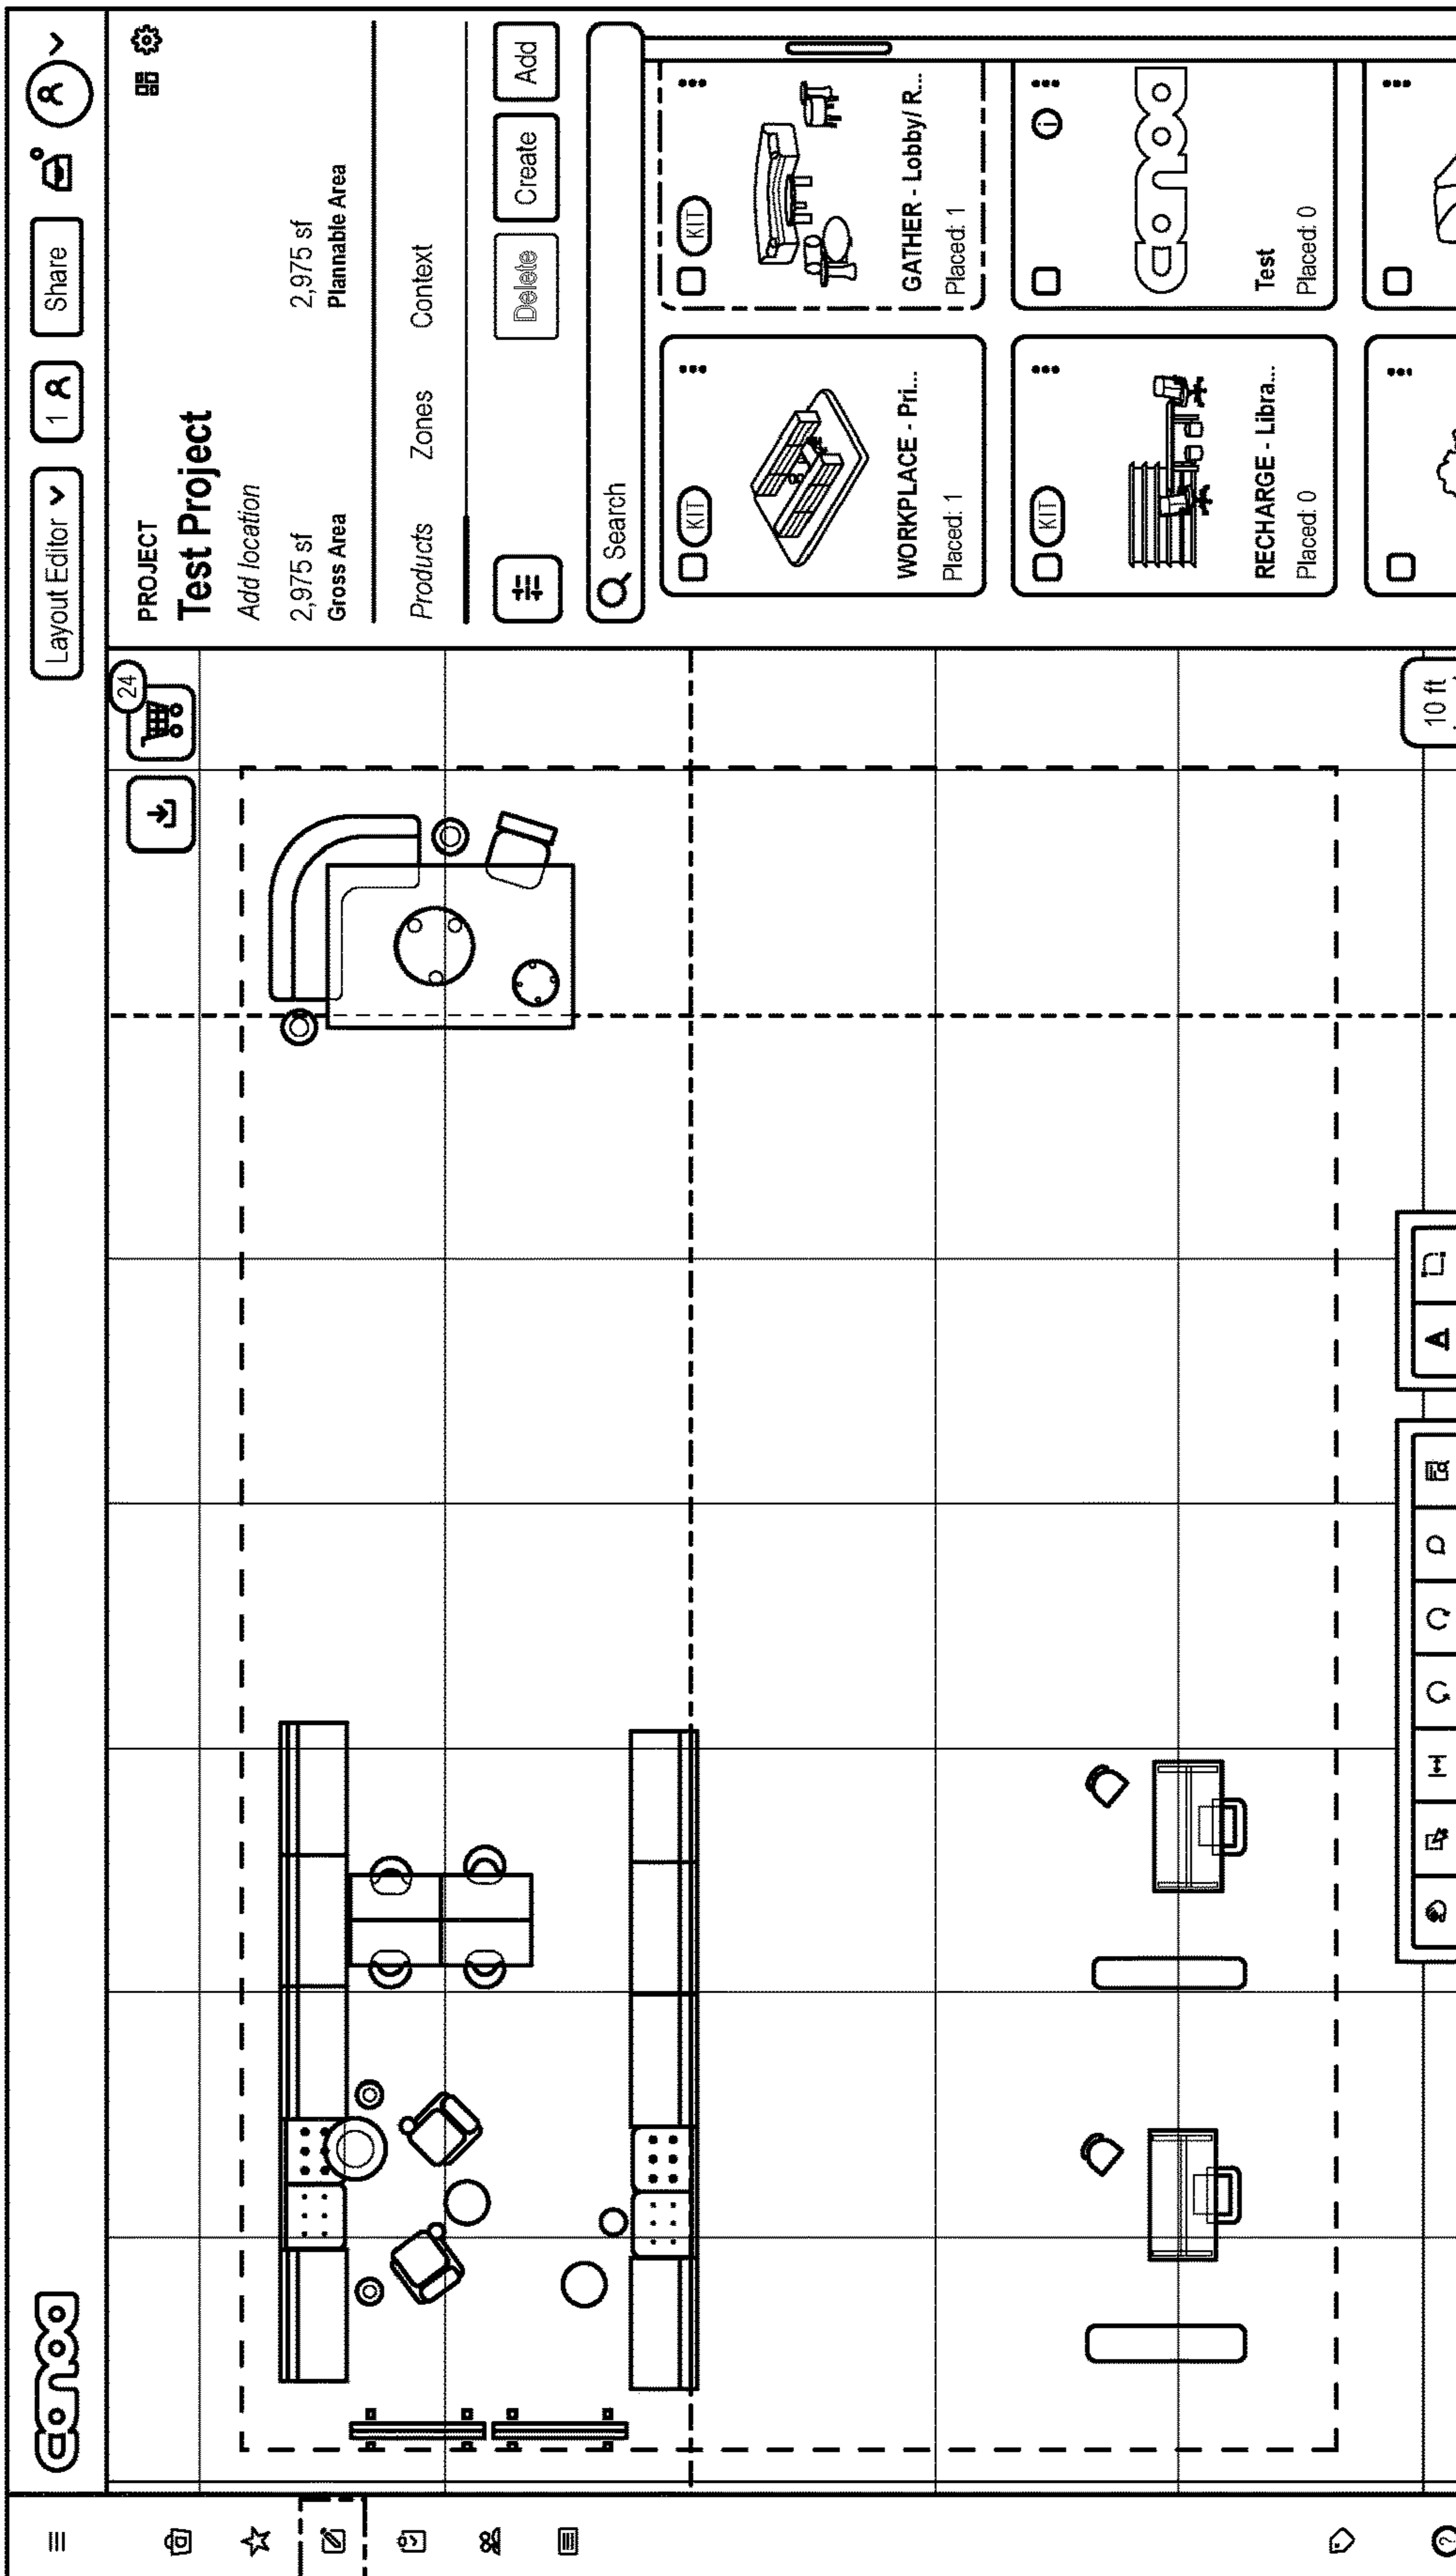 canoo
Layout Editor
1
Share
24
PROJECT
Test Project
Add location
2,975 sf
2,975 sf
Gross Area
Plannable Area
Products
Zones
Context
Delete
Create
Add
Search
KIT
KIT
WORKPLACE - Pri...
GATHER - Lobby/ R...
Placed: 1
Placed: 1
KIT
canoo
RECHARGE - Libra...
Test
Placed: 0
Placed: 0
10 ft
A